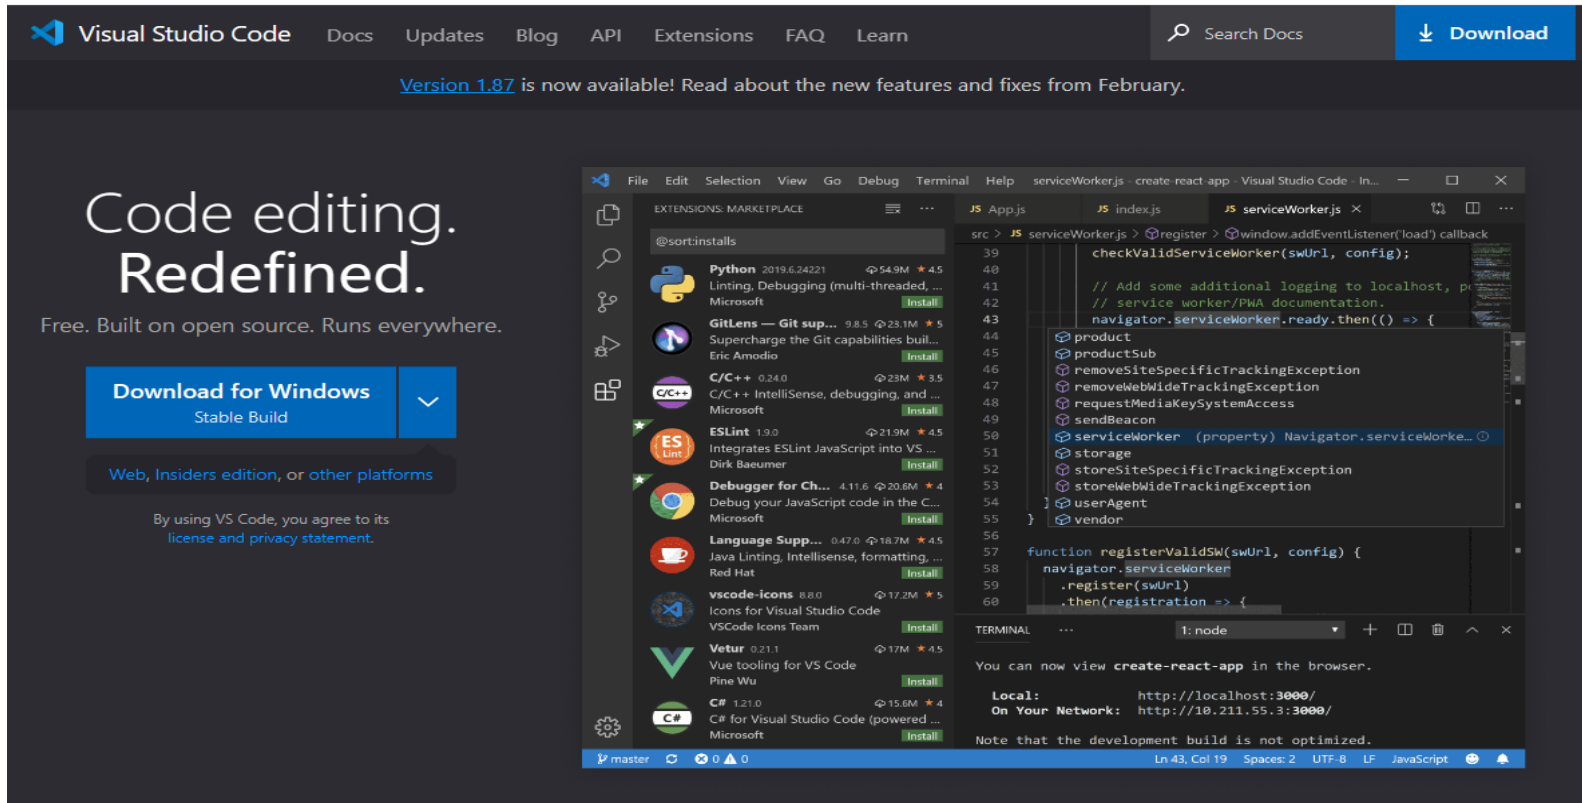 Visual Studio Code Docs Updates Blog API Extensions FAQ Learn Search Docs Download
Version 1.87 is now available! Read about the new features and fixes from February.
Code editing.
Redefined.
Free. Built on open source. Runs everywhere.
Download for Windows
Stable Build
Web, Insiders edition, or other platforms
By using VS Code, you agree to its
license and privacy statement.
File Edit Selection View Go Debug Terminal Help serviceWorker.js - create-react-app - Visual Studio Code - In...
EXTENSIONS: MARKETPLACE
@sort:installs
Python 2019.6.24221 54.9M ★ 4.5
Linting, Debugging (multi-threaded, ...
Microsoft Install
GitLens — Git sup... 9.8.5 23.1M ★ 5
Supercharge the Git capabilities buil...
Eric Amodio Install
C/C++
C/C++ 0.24.0 23M ★ 3.5
C/C++ IntelliSense, debugging, and ...
Microsoft Install
ES
Lint
ESLint 1.9.0 21.9M ★ 4.5
Integrates ESLint JavaScript into VS ...
Dirk Baeumer Install
Debugger for Ch... 4.11.6 20.6M ★ 4
Debug your JavaScript code in the C...
Microsoft Install
Language Supp... 0.47.0 18.7M ★ 4.5
Java Linting, Intellisense, formatting, ...
Red Hat Install
vscode-icons 8.8.0 17.2M ★ 5
Icons for Visual Studio Code
VSCode Icons Team Install
Vetur 0.21.1 17M ★ 4.5
Vue tooling for VS Code
Pine Wu Install
C#
C# 1.21.0 15.6M ★ 4
C# for Visual Studio Code (powered ...
Microsoft Install
JS App.js JS index.js JS serviceWorker.js
src > JS serviceWorker.js > register > window.addEventListener('load') callback
39 checkValidServiceWorker(swUrl, config);
40
41 // Add some additional logging to localhost, po
42 // service worker/PWA documentation.
43 navigator.serviceWorker.ready.then(() => {
44 product
45 productSub
46 removeSiteSpecificTrackingException
47 removeWebWideTrackingException
48 requestMediaKeySystemAccess
49 sendBeacon
50 serviceWorker (property) Navigator.serviceWorke...
51 storage
52 storeSiteSpecificTrackingException
53 storeWebWideTrackingException
54 } userAgent
55 } vendor
56
57 function registerValidSW(swUrl, config) {
58 navigator.serviceWorker
59 .register(swUrl)
60 .then(registration => {
TERMINAL ... 1: node
You can now view create-react-app in the browser.
Local: http://localhost:3000/
On Your Network: http://10.211.55.3:3000/
Note that the development build is not optimized.
master 0 0 Ln 43, Col 19 Spaces: 2 UTF-8 LF JavaScript